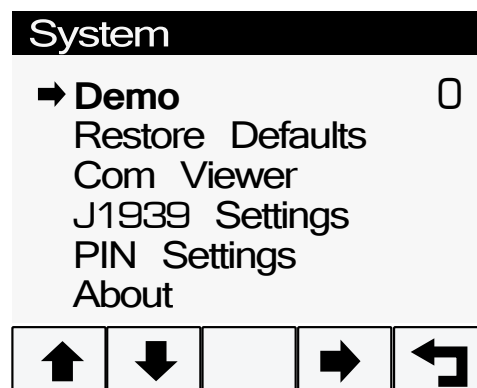 System
Demo 0
Restore Defaults
Com Viewer
J1939 Settings
PIN Settings
About